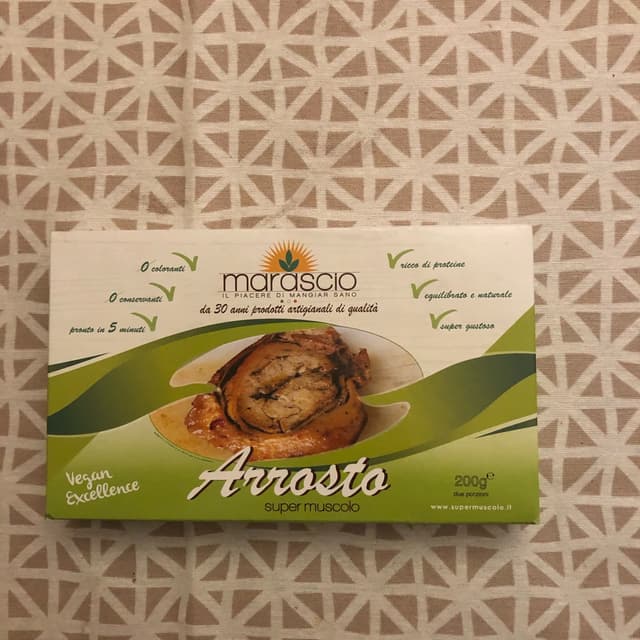 marascio
IL PIACERE DI MANGIAR SANO
da 30 anni prodotti artigianali di qualità
0 coloranti
0 conservanti
pronto in 5 minuti
ricco di proteine
equilibrato e naturale
super gustoso
Vegan
Excellence
Arrosto
super muscolo
200g e
due porzioni
www.supermuscolo.it